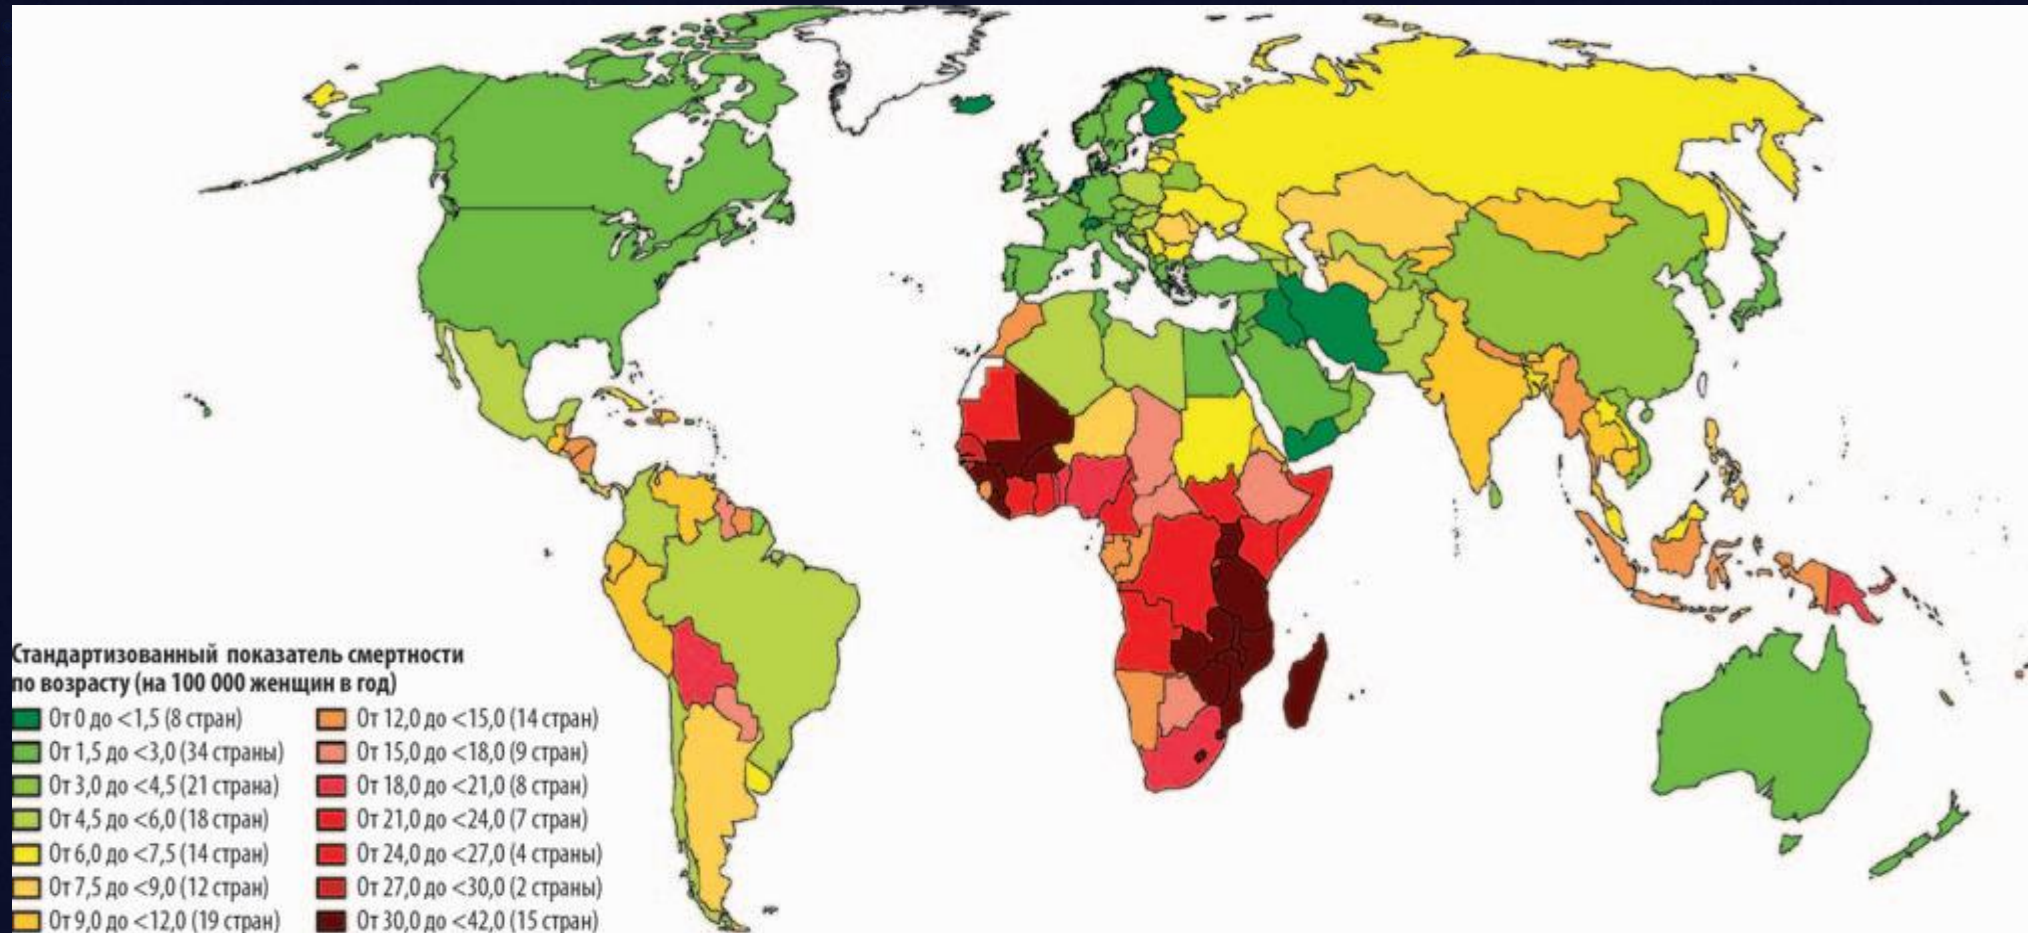 Стандартизованный показатель смертности
по возрасту (на 100 000 женщин в год)
От 0 до <1,5 (8 стран)
От 1,5 до <3,0 (34 страны)
От 3,0 до <4,5 (21 страна)
От 4,5 до <6,0 (18 стран)
От 6,0 до <7,5 (14 стран)
От 7,5 до <9,0 (12 стран)
От 9,0 до <12,0 (19 стран)
От 12,0 до <15,0 (14 стран)
От 15,0 до <18,0 (9 стран)
От 18,0 до <21,0 (8 стран)
От 21,0 до <24,0 (7 стран)
От 24,0 до <27,0 (4 страны)
От 27,0 до <30,0 (2 страны)
От 30,0 до <42,0 (15 стран)